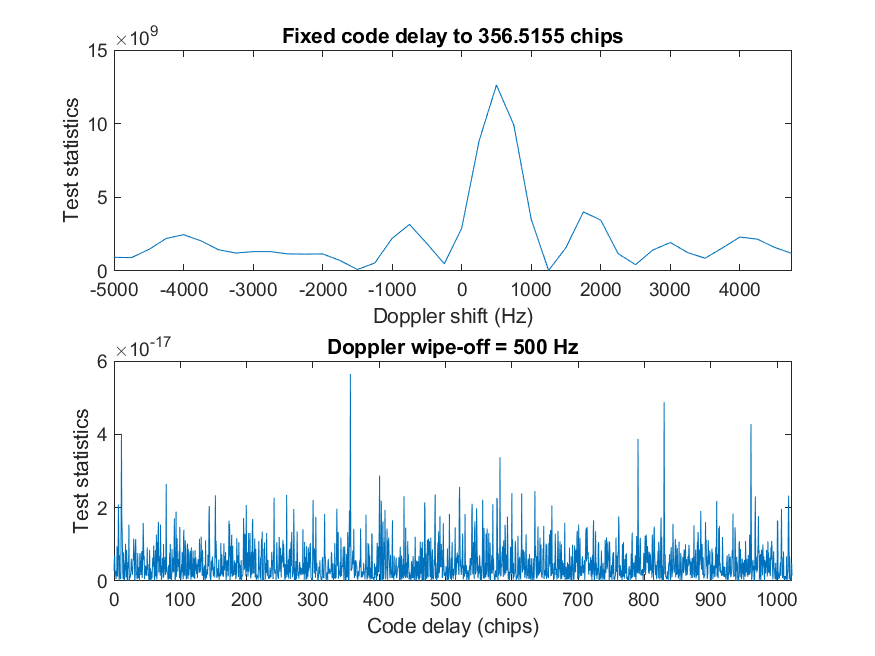 ×10^9
Fixed code delay to 356.5155 chips
15
10
5
0
Test statistics
-5000 -4000 -3000 -2000 -1000 0 1000 2000 3000 4000
Doppler shift (Hz)
×10^-17
Doppler wipe-off = 500 Hz
6
4
2
0
Test statistics
0 100 200 300 400 500 600 700 800 900 1000
Code delay (chips)